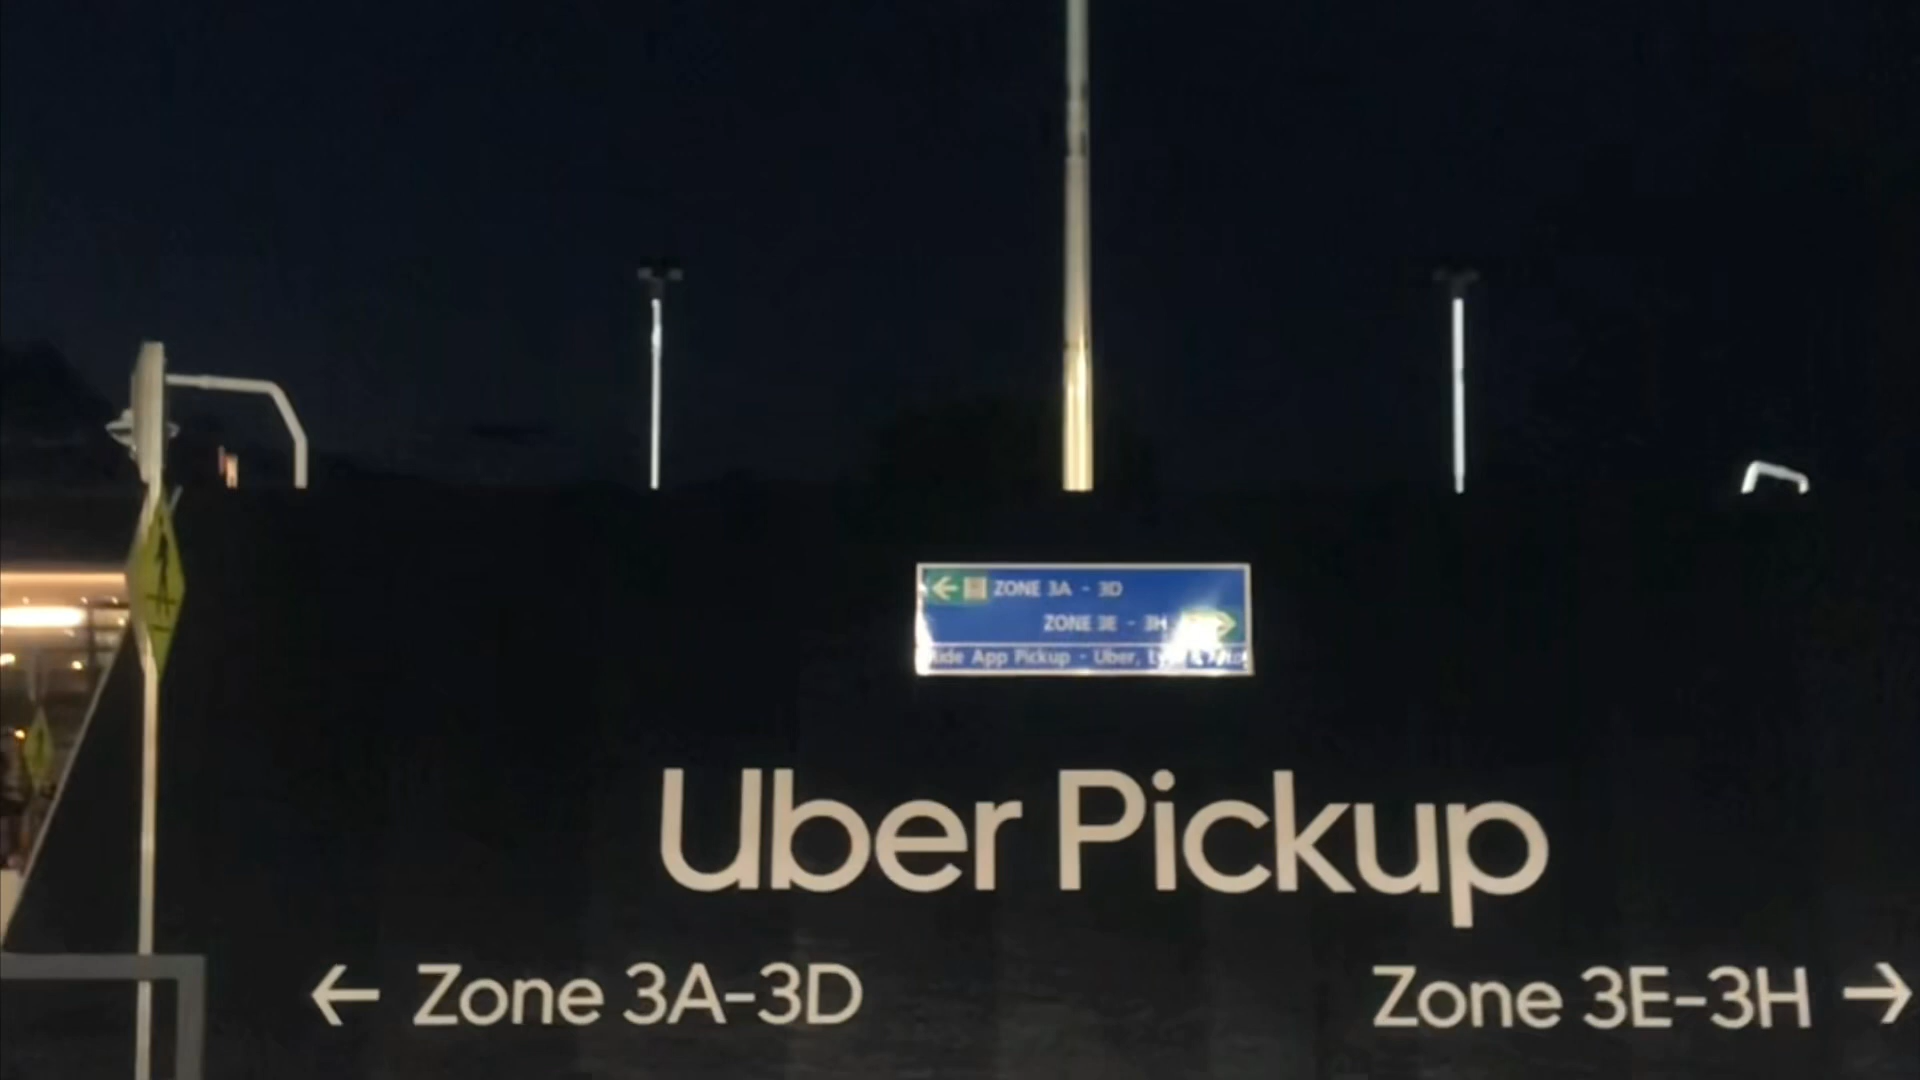 ← ZONE 3A - 3D
ZONE 3E - 3H →
App Pickup - Uber,
Uber Pickup
← Zone 3A-3D
Zone 3E-3H →